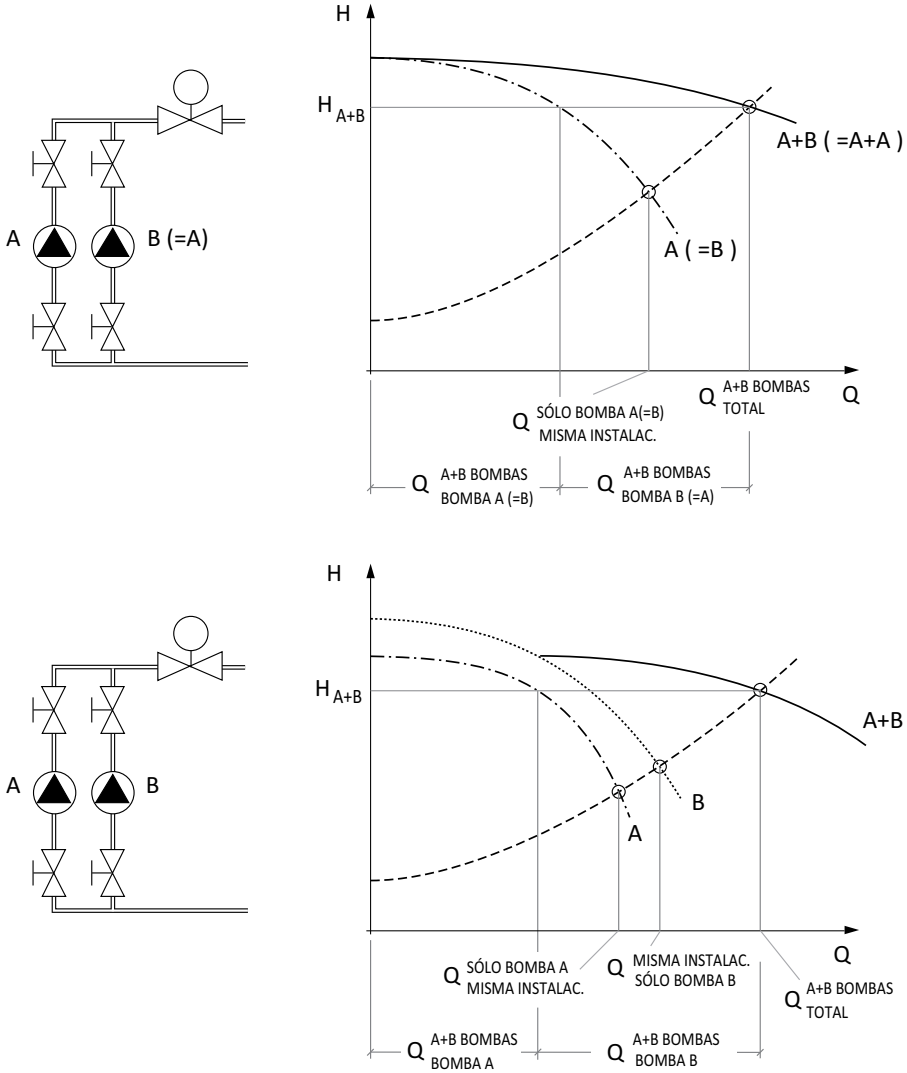 H
A
B (=A)
H A+B
A+B ( =A+A )
A ( =B )
Q
Q SÓLO BOMBA A(=B)
MISMA INSTALAC.
Q A+B BOMBAS
TOTAL
Q A+B BOMBAS
BOMBA A (=B)
Q A+B BOMBAS
BOMBA B (=A)
H
A
B
H A+B
A+B
B
A
Q
Q SÓLO BOMBA A
MISMA INSTALAC.
Q MISMA INSTALAC.
SÓLO BOMBA B
Q A+B BOMBAS
TOTAL
Q A+B BOMBAS
BOMBA A
Q A+B BOMBAS
BOMBA B